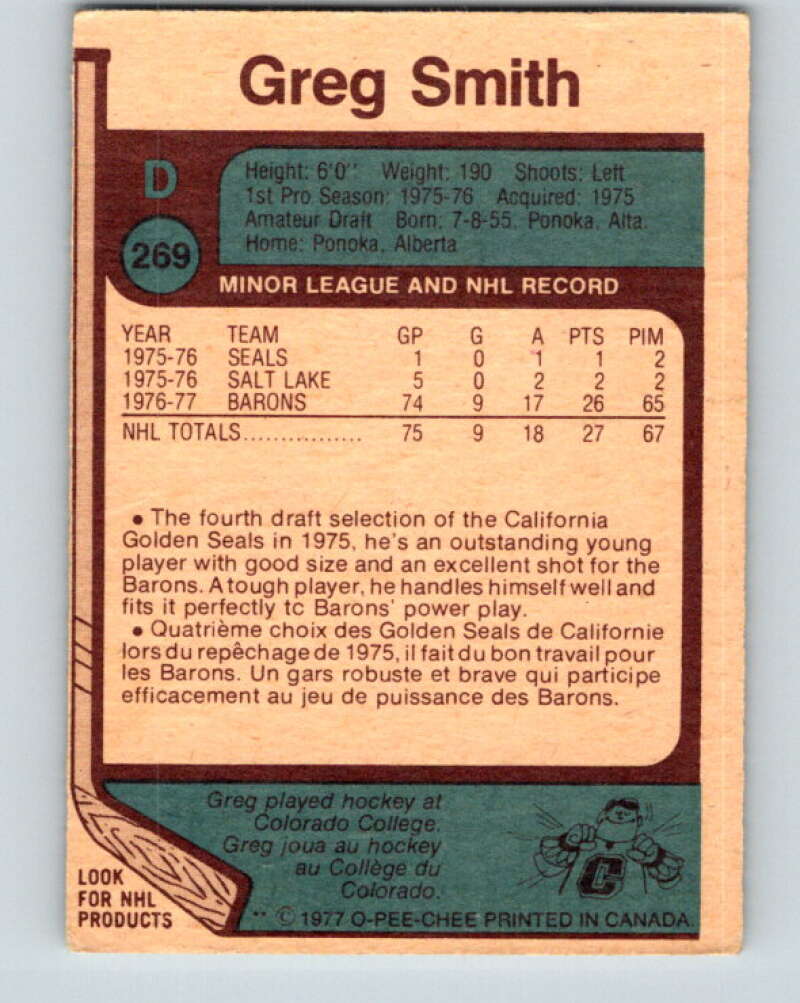 Greg Smith
D
269
Height: 6'0'' Weight: 190 Shoots: Left
1st Pro Season: 1975-76 Acquired: 1975
Amateur Draft Born: 7-8-55, Ponoka, Alta.
Home: Ponoka, Alberta
MINOR LEAGUE AND NHL RECORD
YEAR TEAM GP G A PTS PIM
1975-76 SEALS 1 0 1 1 2
1975-76 SALT LAKE 5 0 2 2 2
1976-77 BARONS 74 9 17 26 65
NHL TOTALS................ 75 9 18 27 67
• The fourth draft selection of the California
Golden Seals in 1975, he's an outstanding young
player with good size and an excellent shot for the
Barons. A tough player, he handles himself well and
fits it perfectly tc Barons' power play.
• Quatrième choix des Golden Seals de Californie
lors du repêchage de 1975, il fait du bon travail pour
les Barons. Un gars robuste et brave qui participe
efficacement au jeu de puissance des Barons.
Greg played hockey at
Colorado College.
Greg joua au hockey
au Collège du
Colorado.
C
LOOK
FOR NHL
PRODUCTS
** © 1977 O-PEE-CHEE PRINTED IN CANADA.